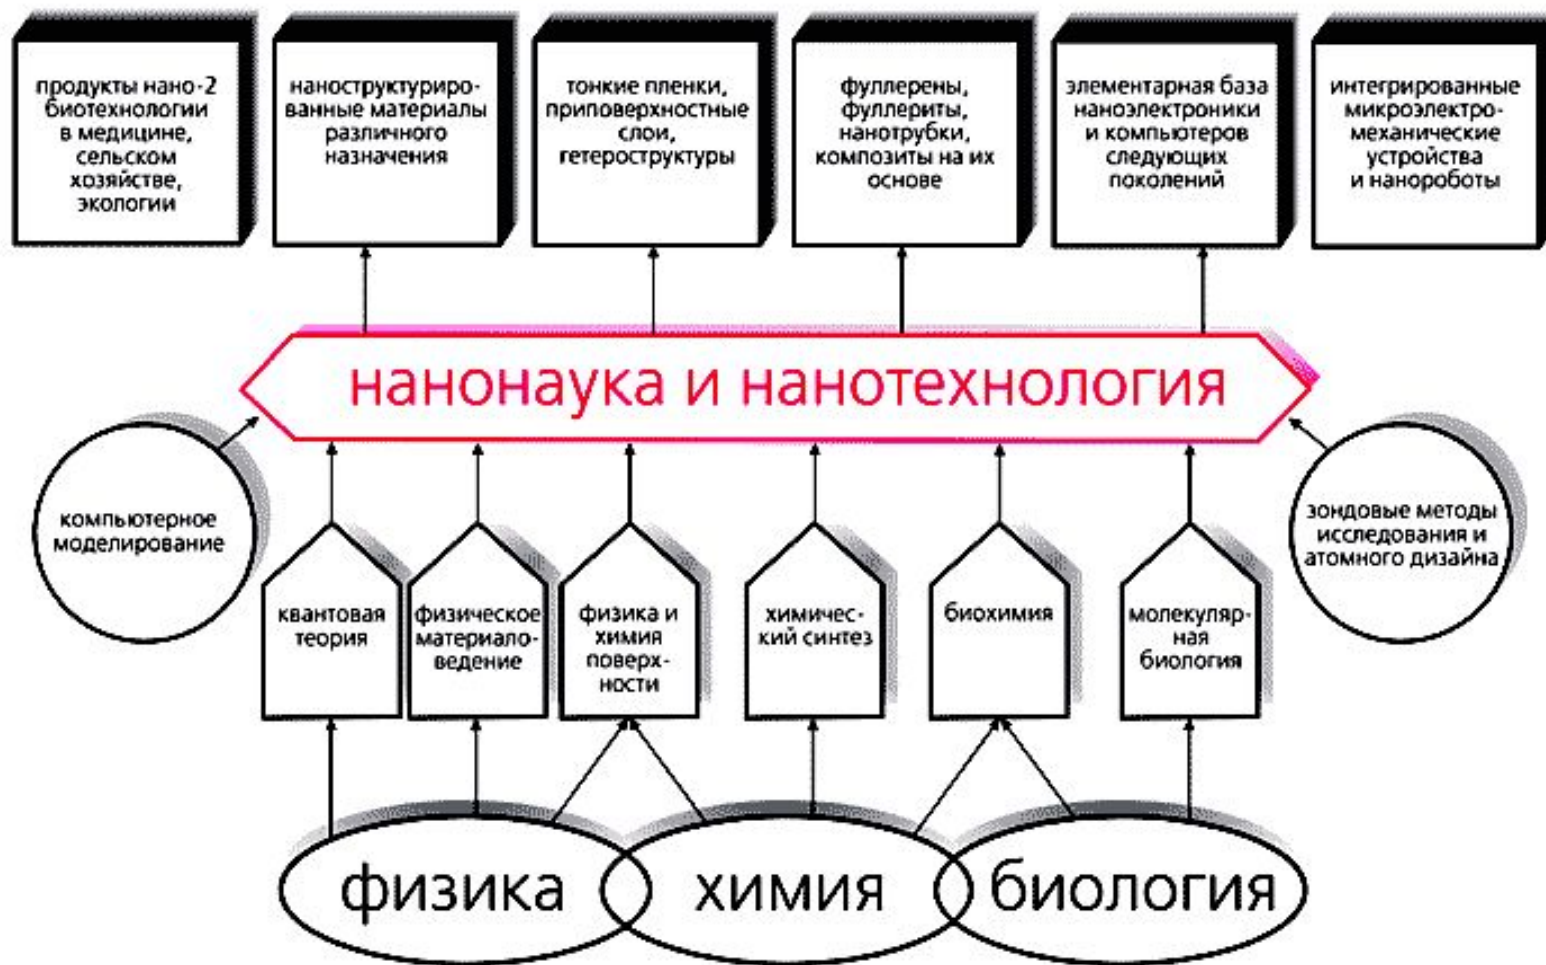 продукты нано-2
биотехнологии
в медицине,
сельском
хозяйстве,
экологии
наноструктуриро-
ванные материалы
различного
назначения
тонкие пленки,
приповерхностные
слои,
гетероструктуры
фуллерены,
фуллериты,
нанотрубки,
композиты на их
основе
элементарная база
наноэлектроники
и компьютеров
следующих
поколений
интегрированные
микроэлектро-
механические
устройства
и нанороботы
нанонаука и нанотехнология
компьютерное
моделирование
зондовые методы
исследования и
атомного дизайна
квантовая
теория
физическое
материало-
ведение
физика и
химия
поверх-
ности
химичес-
кий синтез
биохимия
молекуляр-
ная
биология
физика
химия
биология